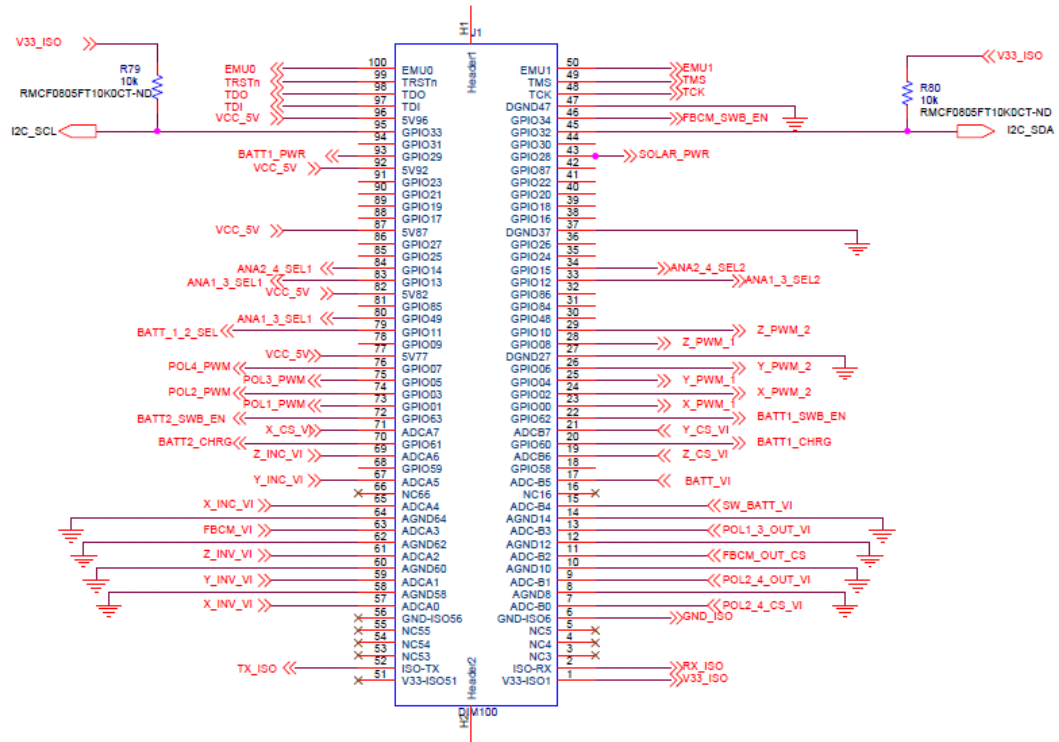 H1
J1
Header1
V33_ISO
R79
10k
RMCF0805FT10K0CT-ND
I2C_SCL
V33_ISO
R80
10k
RMCF0805FT10K0CT-ND
I2C_SDA
EMU0 100 EMU0 EMU1 50 EMU1
TRSTn 99 TRSTn TMS 49 TMS
TDO 98 TDO TCK 48 TCK
TDI 97 TDI DGND47 47
VCC_5V 96 5V96 GPIO34 46 FBCM_SWB_EN
95 GPIO33 GPIO32 45
94 GPIO31 GPIO30 44
BATT1_PWR 93 GPIO29 GPIO28 43 SOLAR_PWR
VCC_5V 92 5V92 GPIO87 42
91 GPIO23 GPIO22 41
90 GPIO21 GPIO20 40
89 GPIO19 GPIO18 39
88 GPIO17 GPIO16 38
VCC_5V 87 5V87 DGND37 37
86 GPIO27 GPIO26 36
85 GPIO25 GPIO24 35
ANA2_4_SEL1 84 GPIO14 GPIO15 34 ANA2_4_SEL2
ANA1_3_SEL1 83 GPIO13 GPIO12 33 ANA1_3_SEL2
VCC_5V 82 5V82 GPIO86 32
81 GPIO85 GPIO84 31
ANA1_3_SEL1 80 GPIO49 GPIO48 30
BATT_1_2_SEL 79 GPIO11 GPIO10 29 Z_PWM_2
78 GPIO09 GPIO08 28 Z_PWM_1
VCC_5V 77 5V77 DGND27 27
POL4_PWM 76 GPIO07 GPIO06 26 Y_PWM_2
POL3_PWM 75 GPIO05 GPIO04 25 Y_PWM_1
POL2_PWM 74 GPIO03 GPIO02 24 X_PWM_2
POL1_PWM 73 GPIO01 GPIO00 23 X_PWM_1
BATT2_SWB_EN 72 GPIO63 GPIO62 22 BATT1_SWB_EN
X_CS_VI 71 ADCA7 ADCB7 21 Y_CS_VI
BATT2_CHRG 70 GPIO61 GPIO60 20 BATT1_CHRG
Z_INC_VI 69 ADCA6 ADCB6 19 Z_CS_VI
68 GPIO59 GPIO58 18
Y_INC_VI 67 ADCA5 ADC-B5 17 BATT_VI
66 NC66 NC16 16
X_INC_VI 65 ADCA4 ADC-B4 15 SW_BATT_VI
64 AGND64 AGND14 14
FBCM_VI 63 ADCA3 ADC-B3 13 POL1_3_OUT_VI
62 AGND62 AGND12 12
Z_INV_VI 61 ADCA2 ADC-B2 11 FBCM_OUT_CS
60 AGND60 AGND10 10
Y_INV_VI 59 ADCA1 ADC-B1 9 POL2_4_OUT_VI
58 AGND58 AGND8 8
X_INV_VI 57 ADCA0 ADC-B0 7 POL2_4_CS_VI
56 GND-ISO56 GND-ISO6 6 GND_ISO
55 NC55 NC5 5
54 NC54 NC4 4
53 NC53 NC3 3
TX_ISO 52 ISO-TX ISO-RX 2 RX_ISO
51 V33-ISO51 V33-ISO1 1 V33_ISO
Header2
H2
DIM100